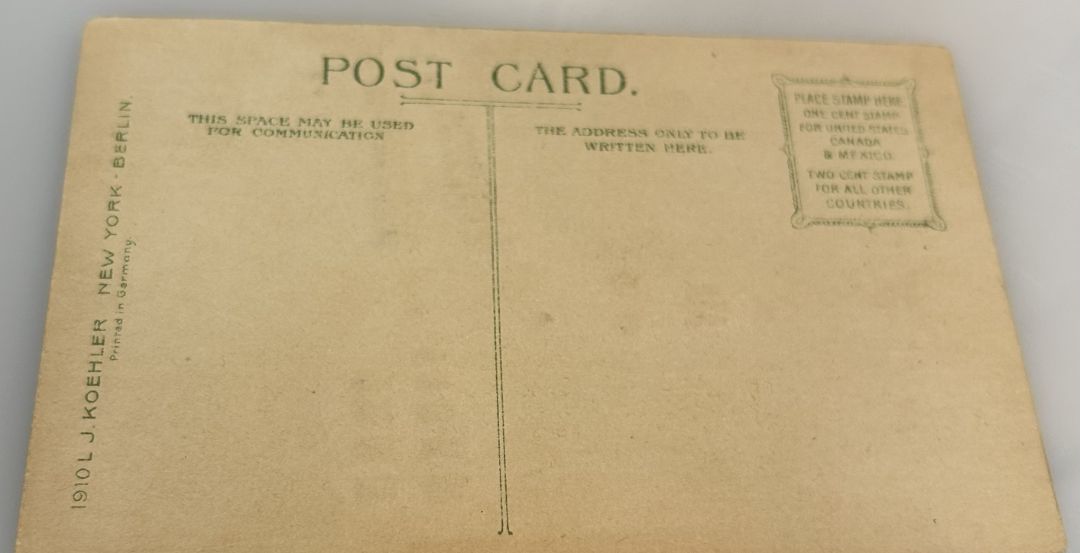 POST CARD.
THIS SPACE MAY BE USED
FOR COMMUNICATION
THE ADDRESS ONLY TO BE
WRITTEN HERE.
PLACE STAMP HERE
ONE CENT STAMP
FOR UNITED STATES
CANADA
& MEXICO
TWO CENT STAMP
FOR ALL OTHER
COUNTRIES.
1910 L J. KOEHLER NEW YORK - BERLIN.
Printed in Germany.